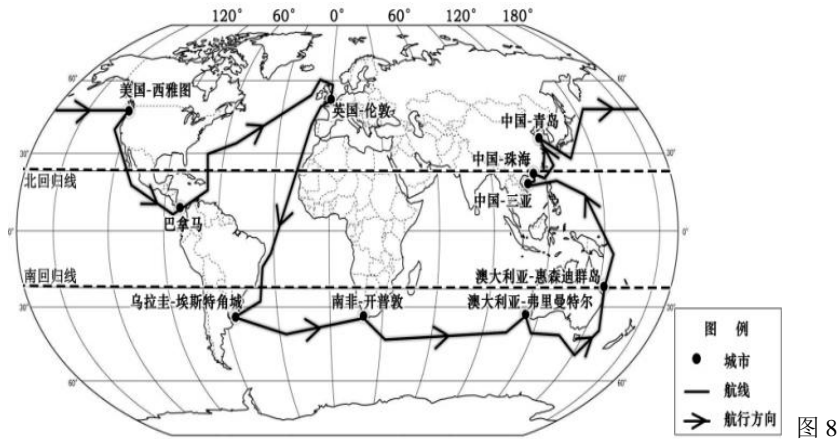 120° 60° 0° 60° 120° 180°
60° 60°
美国-西雅图
英国-伦敦
中国-青岛
30° 30°
中国-珠海
北回归线
中国-三亚
巴拿马
0° 0°
南回归线
澳大利亚-惠森迪群岛
乌拉圭-埃斯特角城 南非-开普敦 澳大利亚-弗里曼特尔
30° 30°
60° 60°
图 例
城市
航线
航行方向
图 8